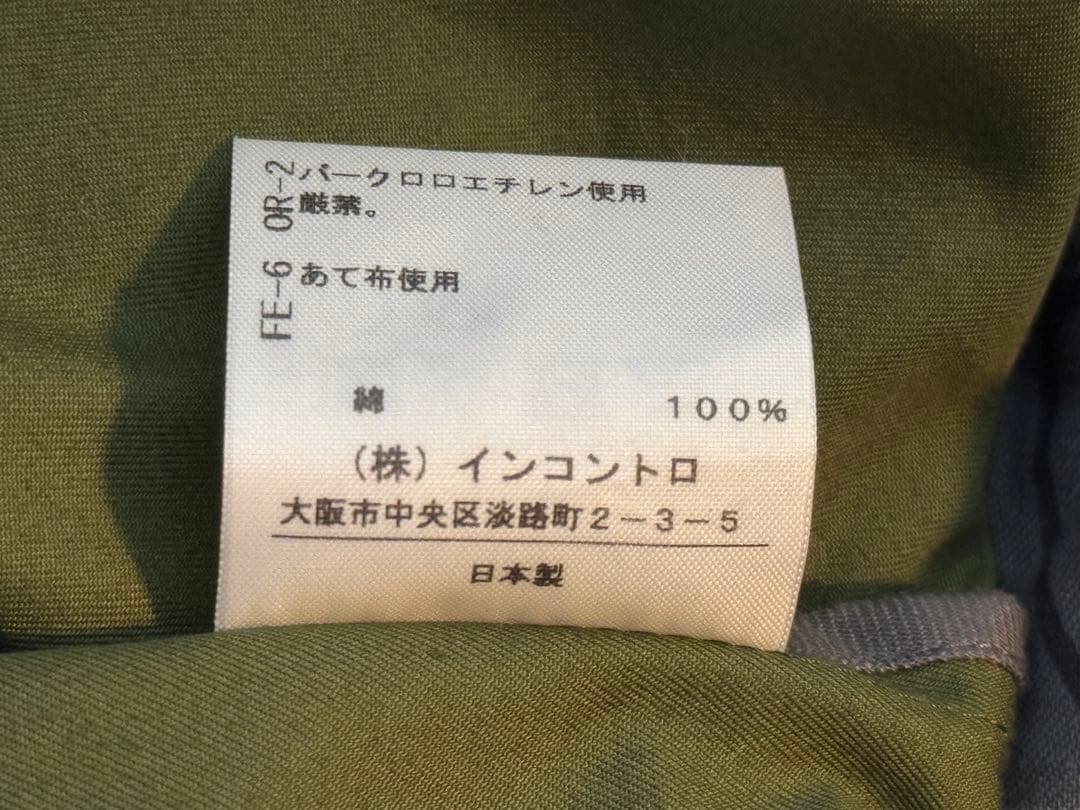 パークロロエチレン使用
厳禁。
あて布使用
FE-6 OR-2
綿 100%
（株）インコントロ
大阪市中央区淡路町2－3－5
日本製